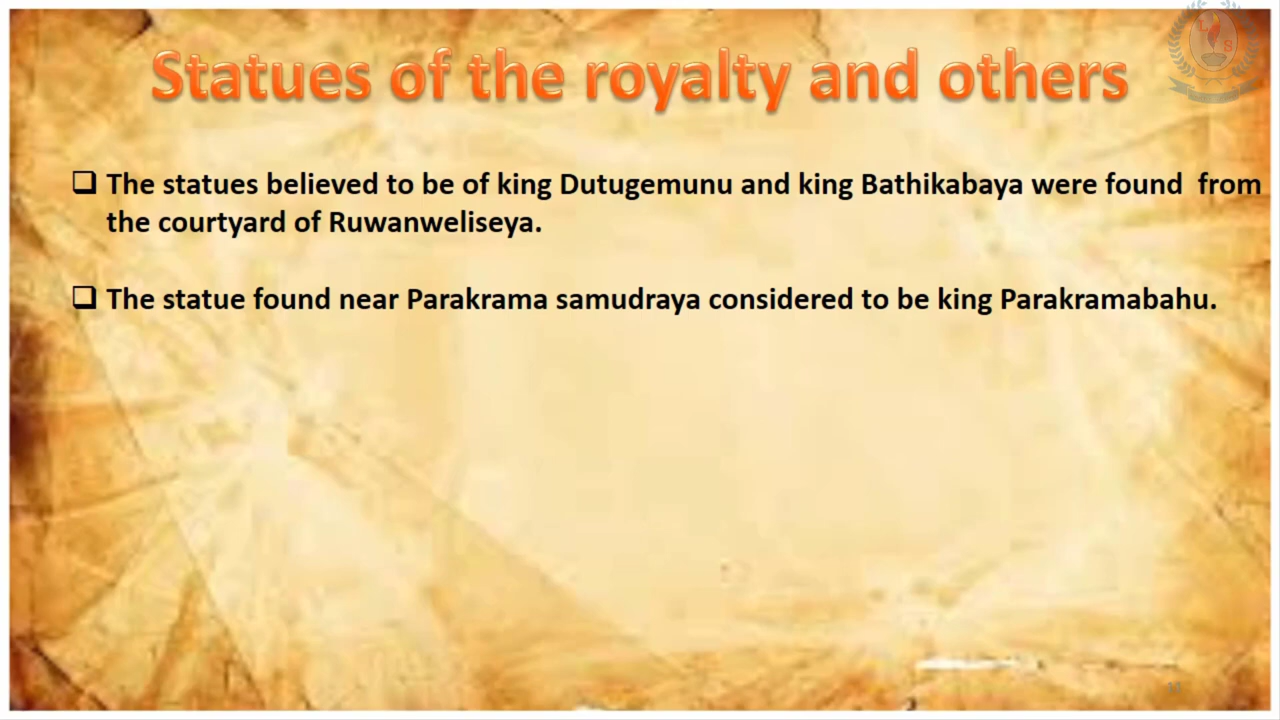 Statues of the royalty and others
The statues believed to be of king Dutugemunu and king Bathikabaya were found from
the courtyard of Ruwanweliseya.
The statue found near Parakrama samudraya considered to be king Parakramabahu.
L
S